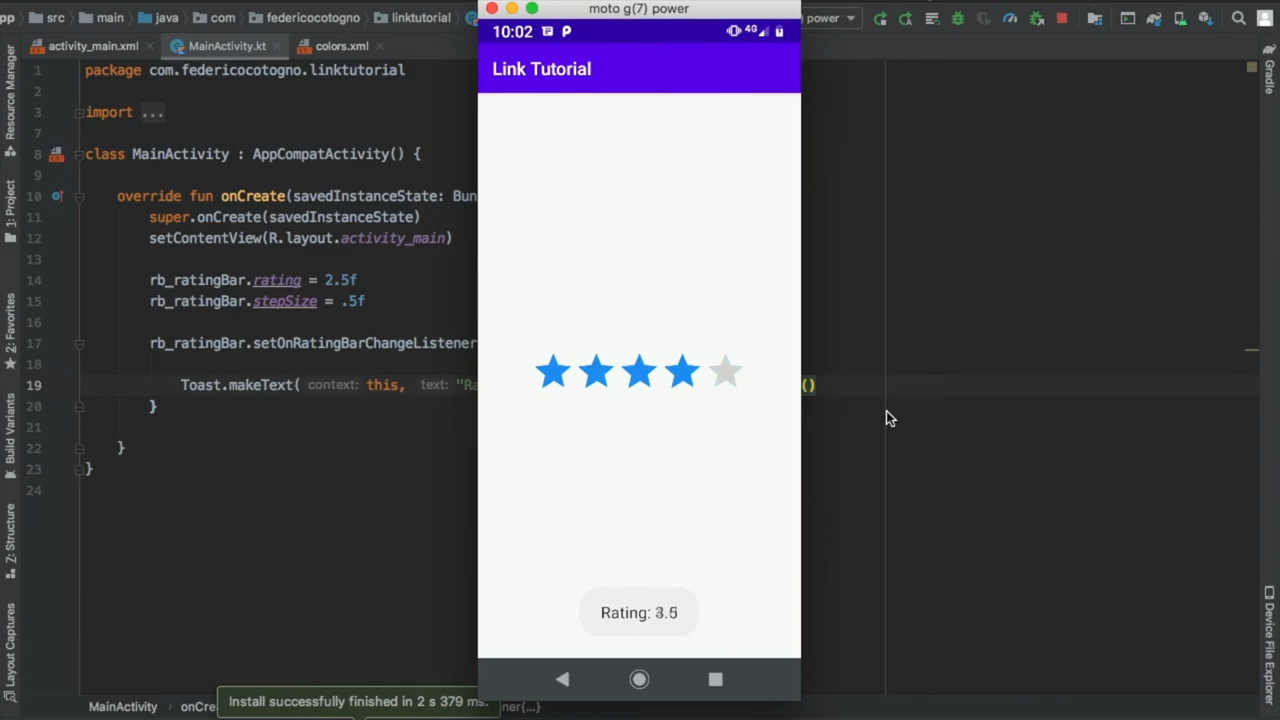 pp src main java com federicocotogno linktutorial
moto g(7) power
power
activity_main.xml MainActivity.kt colors.xml
10:02 4G
Link Tutorial
1 package com.federicocotogno.linktutorial
2
3 import ...
7
8 class MainActivity : AppCompatActivity() {
9
10 override fun onCreate(savedInstanceState: Bun
11 super.onCreate(savedInstanceState)
12 setContentView(R.layout.activity_main)
13
14 rb_ratingBar.rating = 2.5f
15 rb_ratingBar.stepSize = .5f
16
17 rb_ratingBar.setOnRatingBarChangeListener
18
19 Toast.makeText( context: this, text: "Ra ()
20 }
21
22 }
23 }
24
Rating:
Resource Manager
1: Project
2: Favorites
Build Variants
Z: Structure
Layout Captures
Gradle
Device File Explorer
Install successfully finished in 2 s 379 ms.
MainActivity onCrea ner{...}